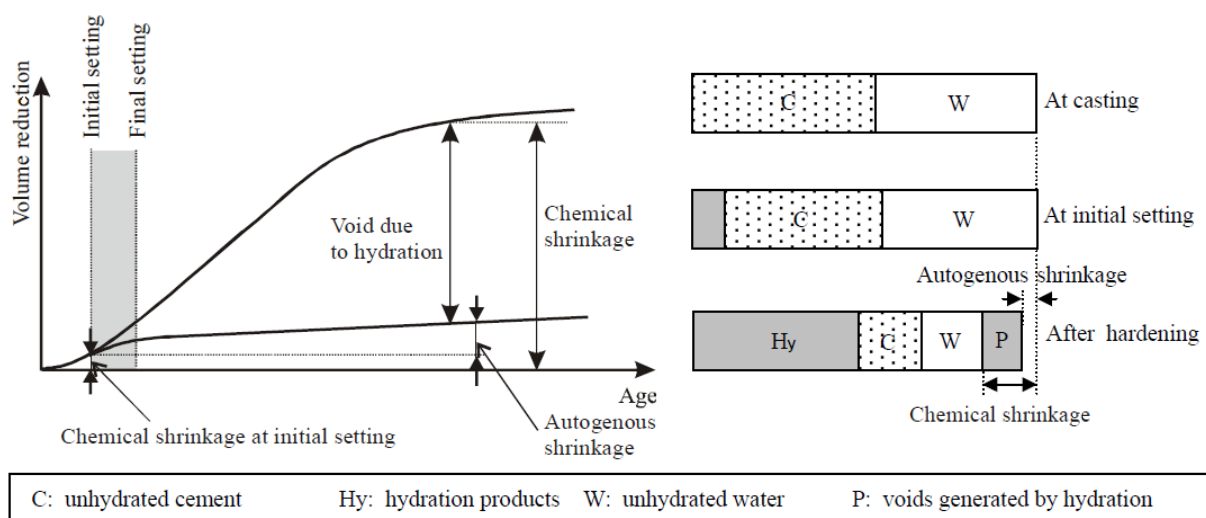 Volume reduction
Initial setting
Final setting
Void due
to hydration
Chemical
shrinkage
Age
Chemical shrinkage at initial setting
Autogenous
shrinkage
C
W
At casting
C
W
At initial setting
Autogenous shrinkage
Hy
C
W
P
After hardening
Chemical shrinkage
C: unhydrated cement Hy: hydration products W: unhydrated water P: voids generated by hydration